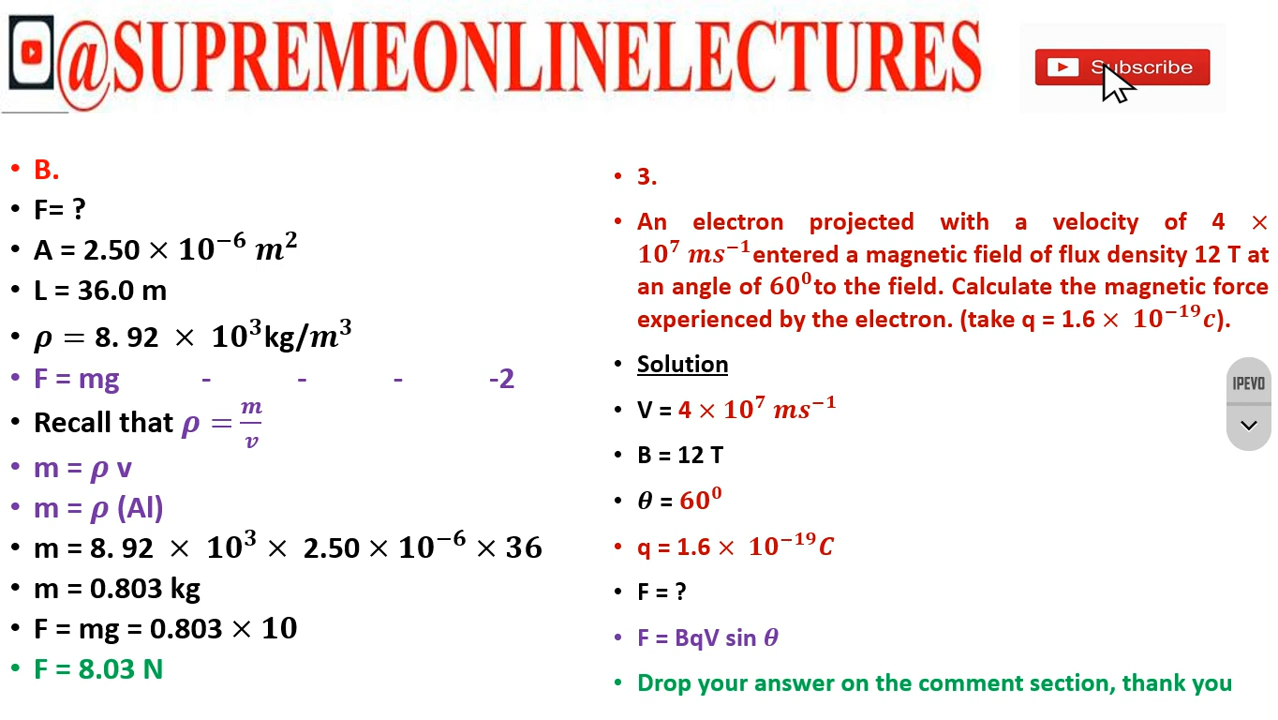 @SUPREMEONLINELECTURES
Subscribe
• B.
• F= ?
• A = 2.50 × 10⁻⁶ m²
• L = 36.0 m
• ρ = 8. 92 × 10³kg/m³
• F = mg - - - -2
• Recall that ρ = m/v
• m = ρ v
• m = ρ (Al)
• m = 8. 92 × 10³ × 2.50 × 10⁻⁶ × 36
• m = 0.803 kg
• F = mg = 0.803 × 10
• F = 8.03 N
• 3.
• An electron projected with a velocity of 4 ×
10⁷ ms⁻¹entered a magnetic field of flux density 12 T at
an angle of 60⁰to the field. Calculate the magnetic force
experienced by the electron. (take q = 1.6 × 10⁻¹⁹c).
• Solution
• V = 4 × 10⁷ ms⁻¹
• B = 12 T
• θ = 60⁰
• q = 1.6 × 10⁻¹⁹C
• F = ?
• F = BqV sin θ
• Drop your answer on the comment section, thank you
IPEVO